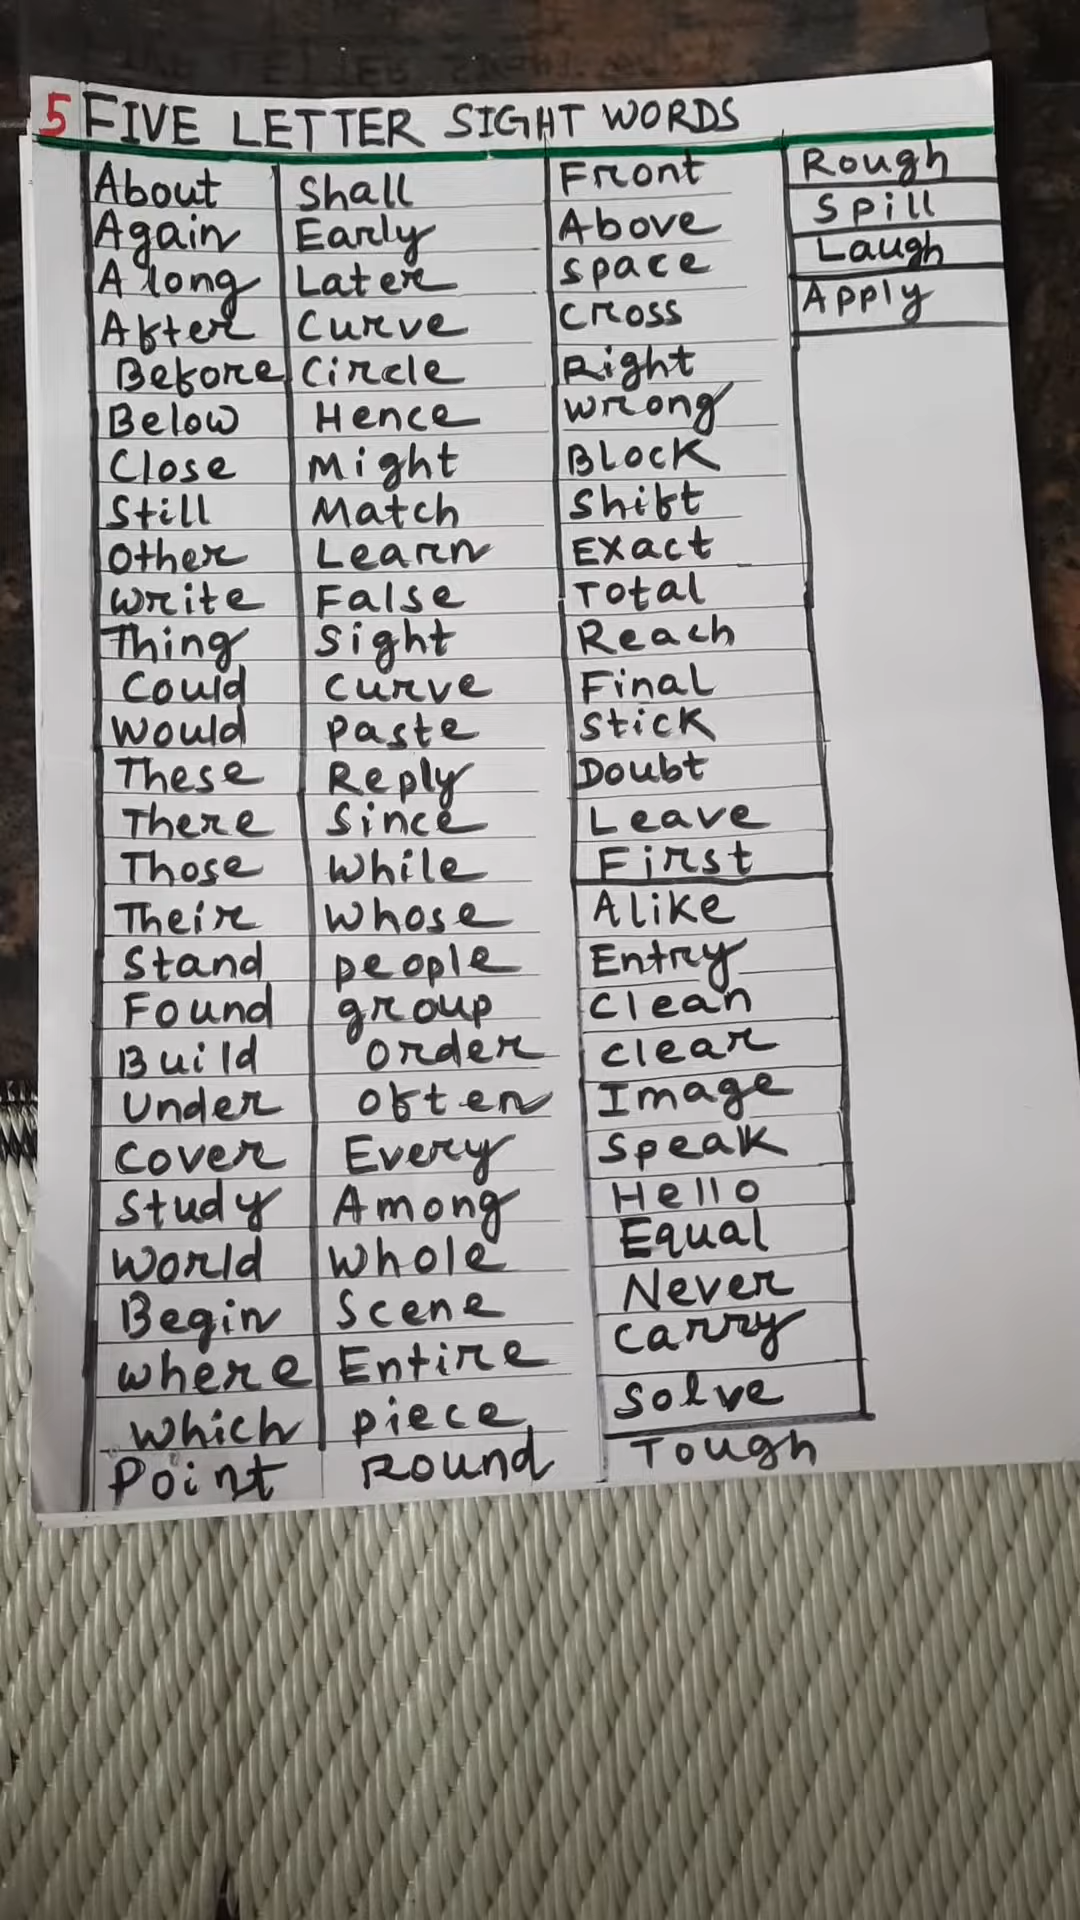 5 FIVE LETTER SIGHT WORDS
About Shall Front Rough
Again Early Above Spill
Along Later space Laugh
After Curve Cross Apply
Before Circle Right
Below Hence Wrong
Close Might Block
Still Match Shift
Other Learn Exact
Write False Total
Thing Sight Reach
Could Curve Final
Would Paste Stick
These Reply Doubt
There Since Leave
Those While First
Their Whose Alike
Stand people Entry
Found group Clean
Build order clear
Under often Image
Cover Every Speak
Study Among Hello
World Whole Equal
Begin Scene Never
where Entire Carry
which piece Solve
Point Round Tough